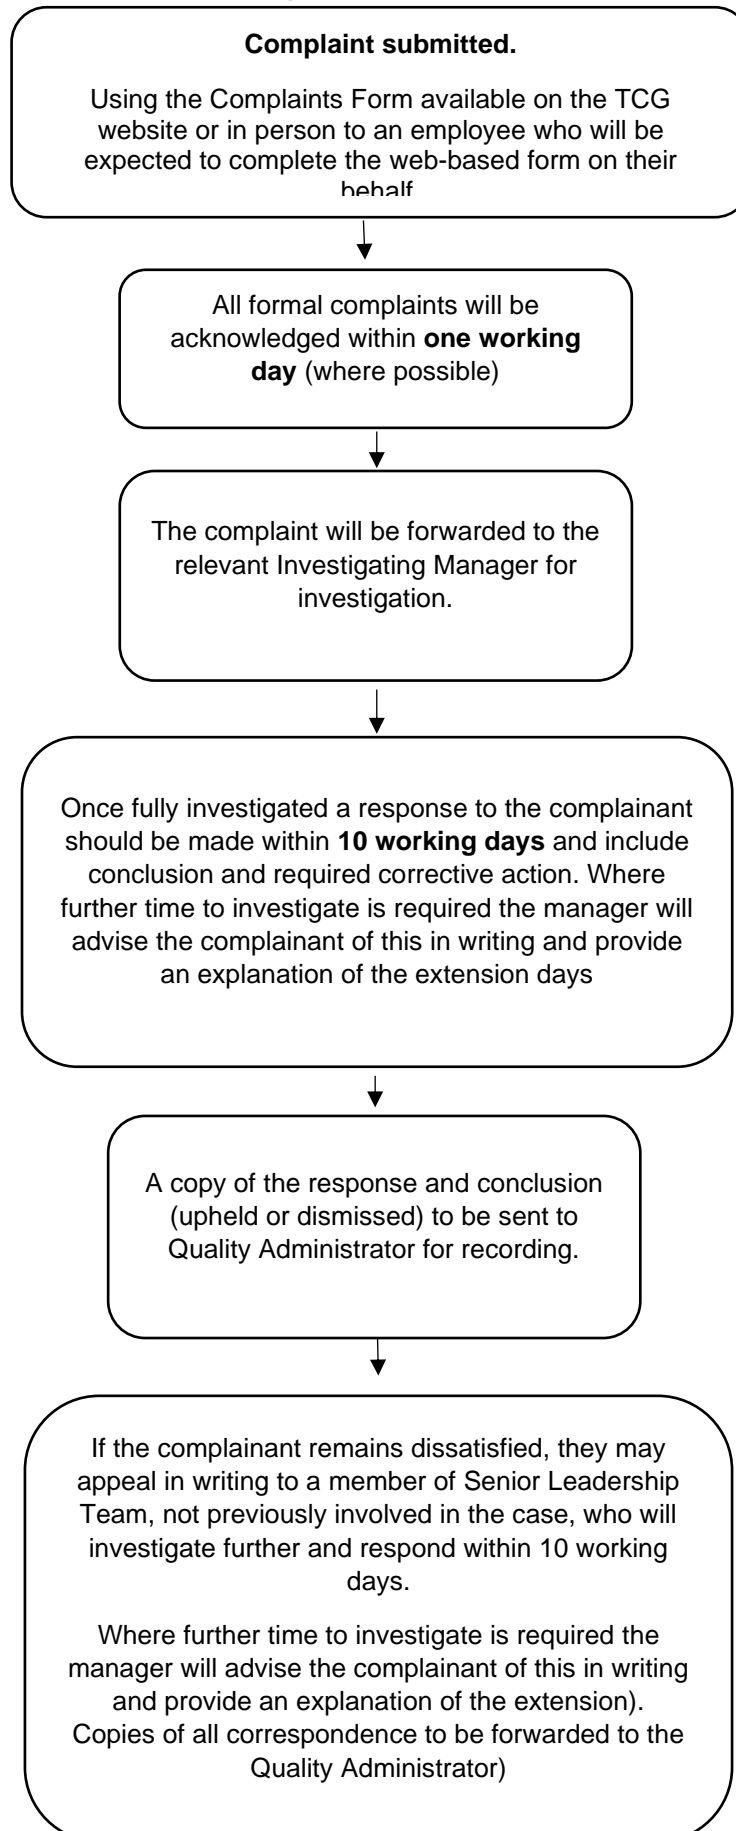 Complaint submitted.
Using the Complaints Form available on the TCG
website or in person to an employee who will be
expected to complete the web-based form on their
behalf
All formal complaints will be
acknowledged within one working
day (where possible)
The complaint will be forwarded to the
relevant Investigating Manager for
investigation.
Once fully investigated a response to the complainant
should be made within 10 working days and include
conclusion and required corrective action. Where
further time to investigate is required the manager will
advise the complainant of this in writing and provide
an explanation of the extension days
A copy of the response and conclusion
(upheld or dismissed) to be sent to
Quality Administrator for recording.
If the complainant remains dissatisfied, they may
appeal in writing to a member of Senior Leadership
Team, not previously involved in the case, who will
investigate further and respond within 10 working
days.
Where further time to investigate is required the
manager will advise the complainant of this in writing
and provide an explanation of the extension).
Copies of all correspondence to be forwarded to the
Quality Administrator)